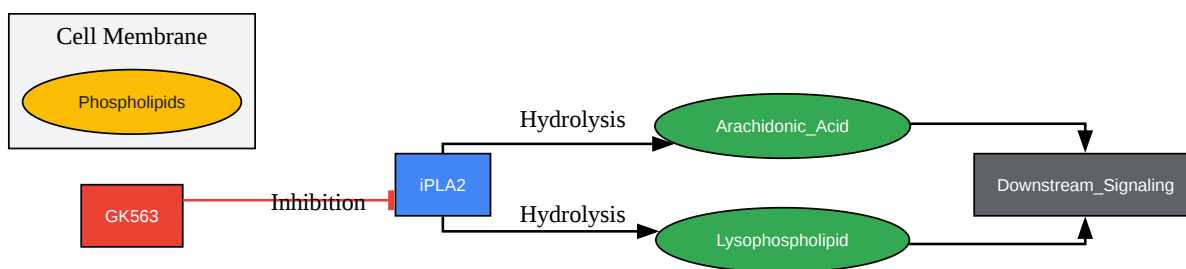 Cell Membrane
Phospholipids
GK563
Inhibition
iPLA2
Hydrolysis
Hydrolysis
Arachidonic_Acid
Lysophospholipid
Downstream_Signaling